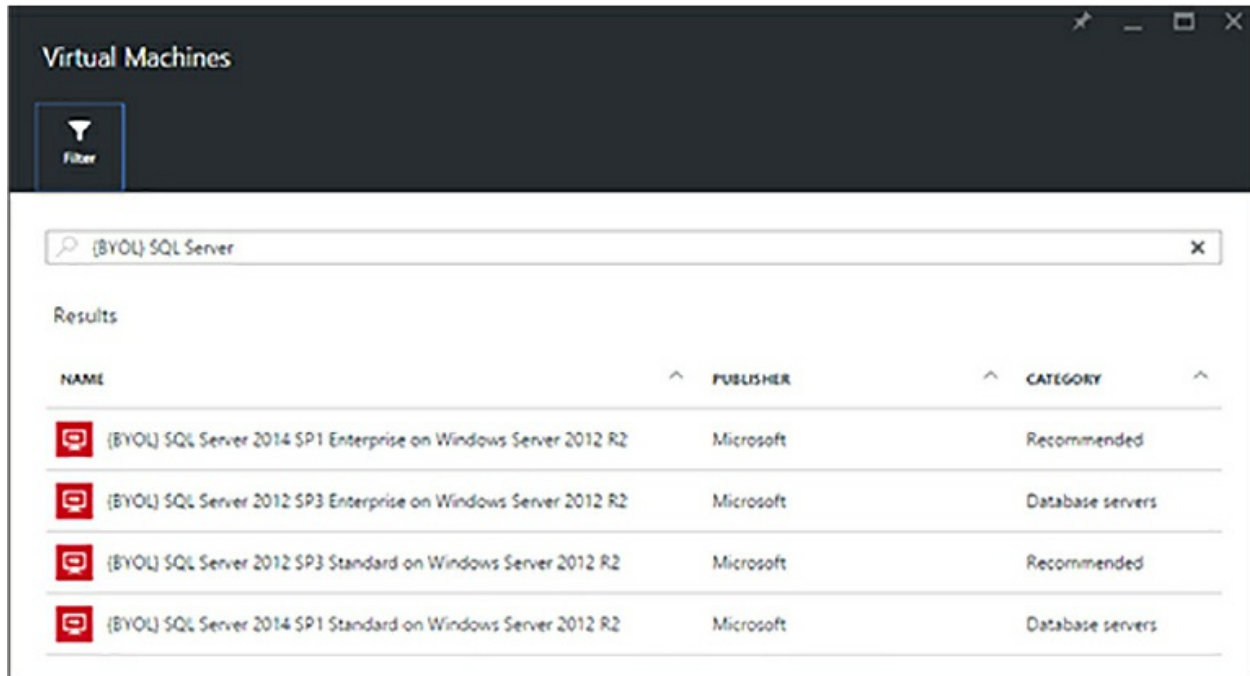 Virtual Machines
Filter
{BYOL} SQL Server
Results
NAME PUBLISHER CATEGORY
{BYOL} SQL Server 2014 SP1 Enterprise on Windows Server 2012 R2 Microsoft Recommended
{BYOL} SQL Server 2012 SP3 Enterprise on Windows Server 2012 R2 Microsoft Database servers
{BYOL} SQL Server 2012 SP3 Standard on Windows Server 2012 R2 Microsoft Recommended
{BYOL} SQL Server 2014 SP1 Standard on Windows Server 2012 R2 Microsoft Database servers